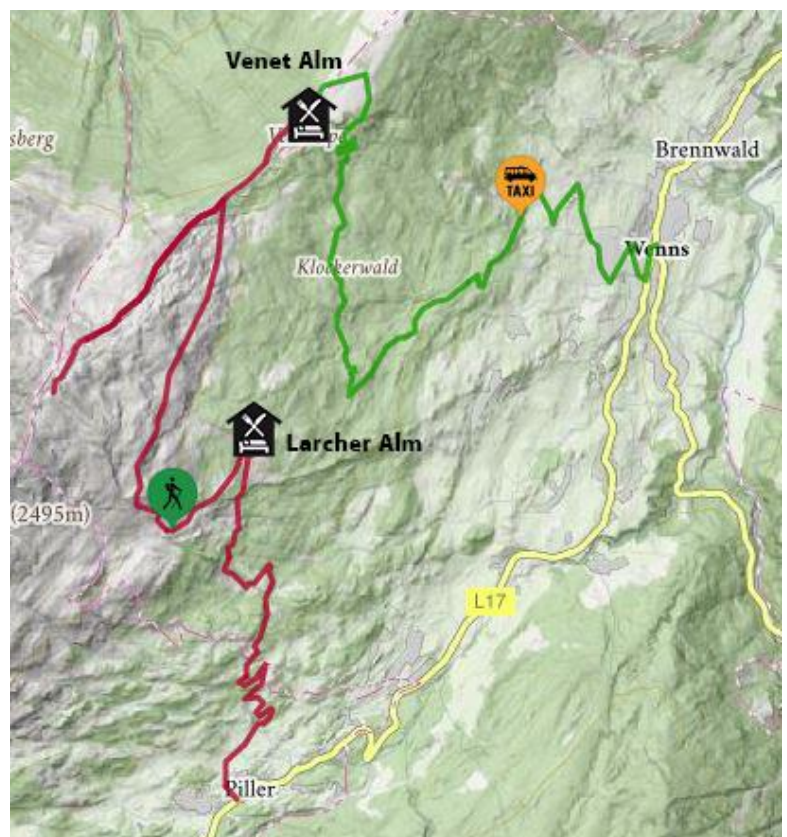 Venet Alm
sberg
Brennwald
TAXI
Wenns
Klockerwald
Larcher Alm
(2495m)
L17
Piller